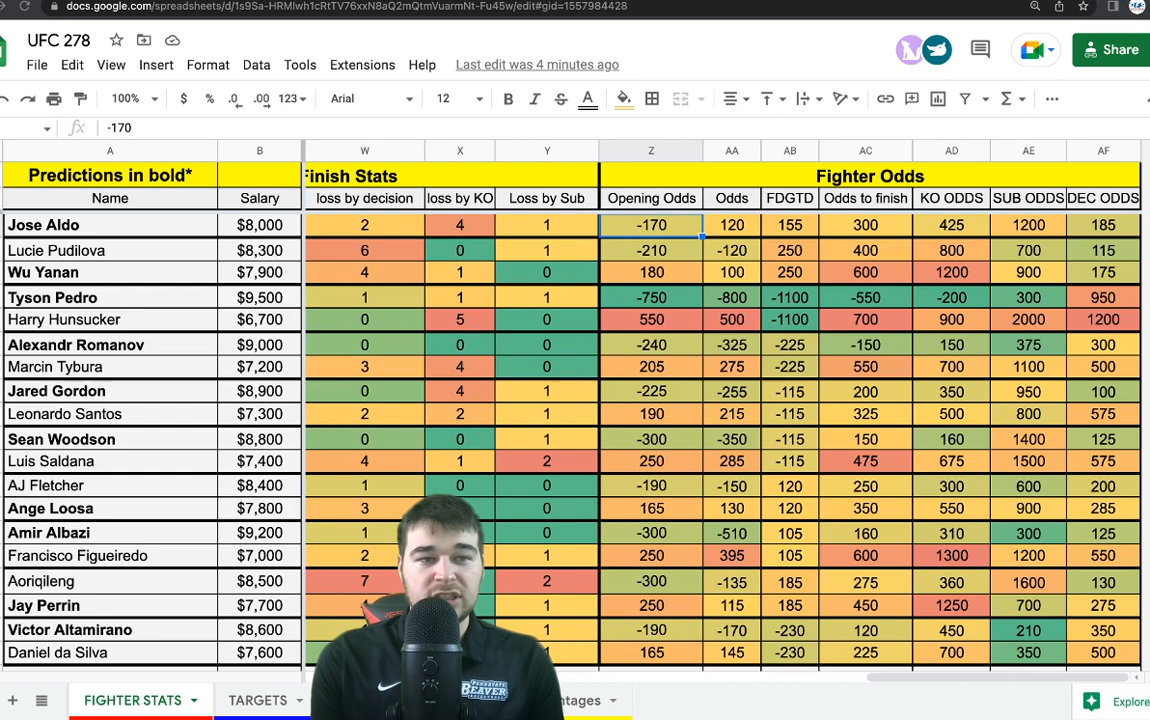 docs.google.com/spreadsheets/d/1s9Sa-HRMlwh1cRtTV76xxN8aQ2mQtmVuarmNt-Fu45w/edit#gid=1557984428
UFC 278
File Edit View Insert Format Data Tools Extensions Help Last edit was 4 minutes ago
Share
100% $ % .0 .00 123 Arial 12 B I S A
fx -170
A B W X Y Z AA AB AC AD AE AF
Predictions in bold* Finish Stats Fighter Odds
Name Salary loss by decision loss by KO Loss by Sub Opening Odds Odds FDGTD Odds to finish KO ODDS SUB ODDS DEC ODDS
Jose Aldo $8,000 2 4 1 -170 120 155 300 425 1200 185
Lucie Pudilova $8,300 6 0 1 -210 -120 250 400 800 700 115
Wu Yanan $7,900 4 1 0 180 100 250 600 1200 900 175
Tyson Pedro $9,500 1 1 1 -750 -800 -1100 -550 -200 300 950
Harry Hunsucker $6,700 0 5 0 550 500 -1100 700 900 2000 1200
Alexandr Romanov $9,000 0 0 0 -240 -325 -225 -150 150 375 300
Marcin Tybura $7,200 3 4 0 205 275 -225 550 700 1100 500
Jared Gordon $8,900 0 4 1 -225 -255 -115 200 350 950 100
Leonardo Santos $7,300 2 2 1 190 215 -115 325 500 800 575
Sean Woodson $8,800 0 0 1 -300 -350 -115 150 160 1400 125
Luis Saldana $7,400 4 1 2 250 285 -115 475 675 1500 575
AJ Fletcher $8,400 1 0 0 -190 -150 120 250 300 600 200
Ange Loosa $7,800 3 0 165 130 120 350 550 900 285
Amir Albazi $9,200 1 0 -300 -510 105 160 310 300 125
Francisco Figueiredo $7,000 2 1 250 395 105 600 1300 1200 550
Aoriqileng $8,500 7 2 -300 -135 185 275 360 1600 130
Jay Perrin $7,700 1 250 115 185 450 1250 700 275
Victor Altamirano $8,600 1 -190 -170 -230 120 450 210 350
Daniel da Silva $7,600 165 145 -230 225 700 350 500
PENNSTATE
BEAVER
FIGHTER STATS TARGETS ntages Explore